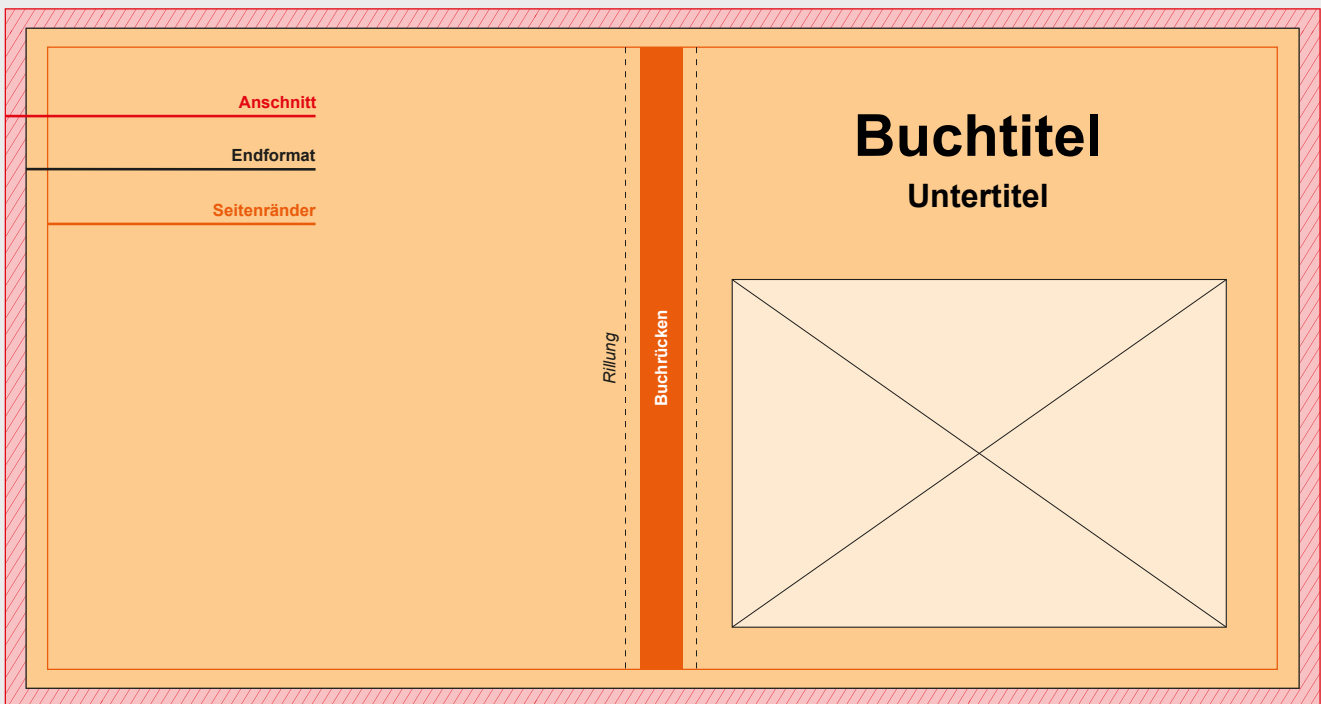 Anschnitt
Endformat
Seitenränder
Rillung
Buchrücken
Buchtitel
Untertitel